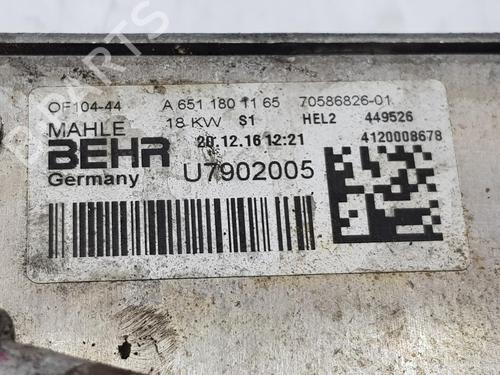 OF104-44 A 651 180 11 65 70586826-01
MAHLE 18 KW S1 HEL2 449526
BEHR 20.12.16 12:21 4120008678
Germany U7902005